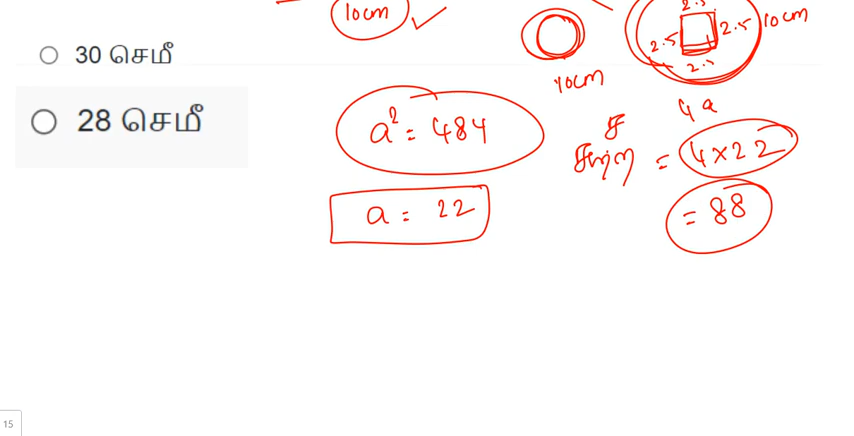 10cm
2.5 2.5 10cm
2.5
10cm
30 செமீ
28 செமீ
a² = 484
a = 22
4a
ச
சுற்ற = 4×22
= 88
15